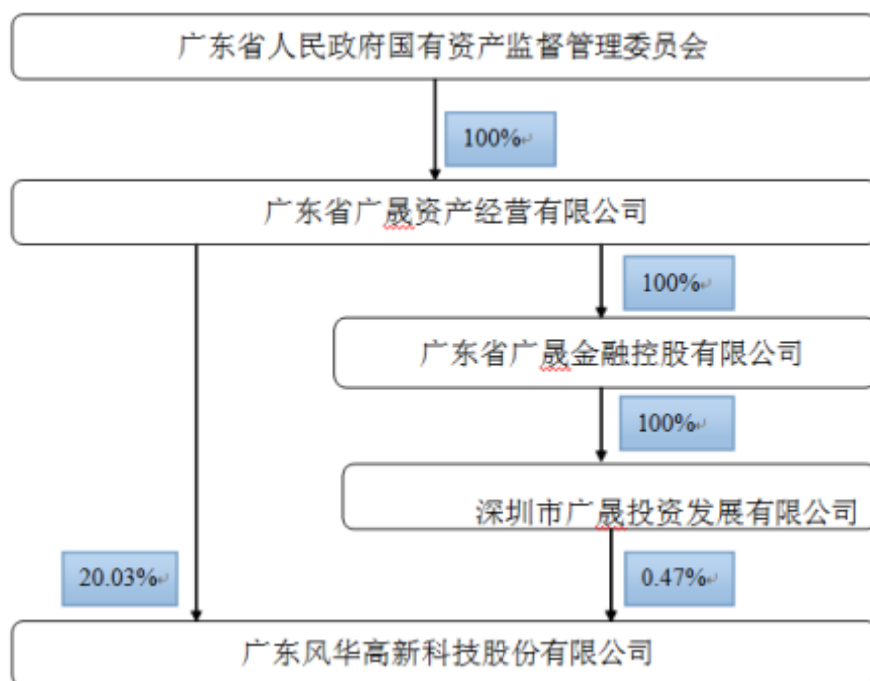 广东省人民政府国有资产监督管理委员会
100%↵
广东省广晟资产经营有限公司
100%↵
广东省广晟金融控股有限公司
100%↵
深圳市广晟投资发展有限公司
20.03%↵
0.47%↵
广东风华高新科技股份有限公司